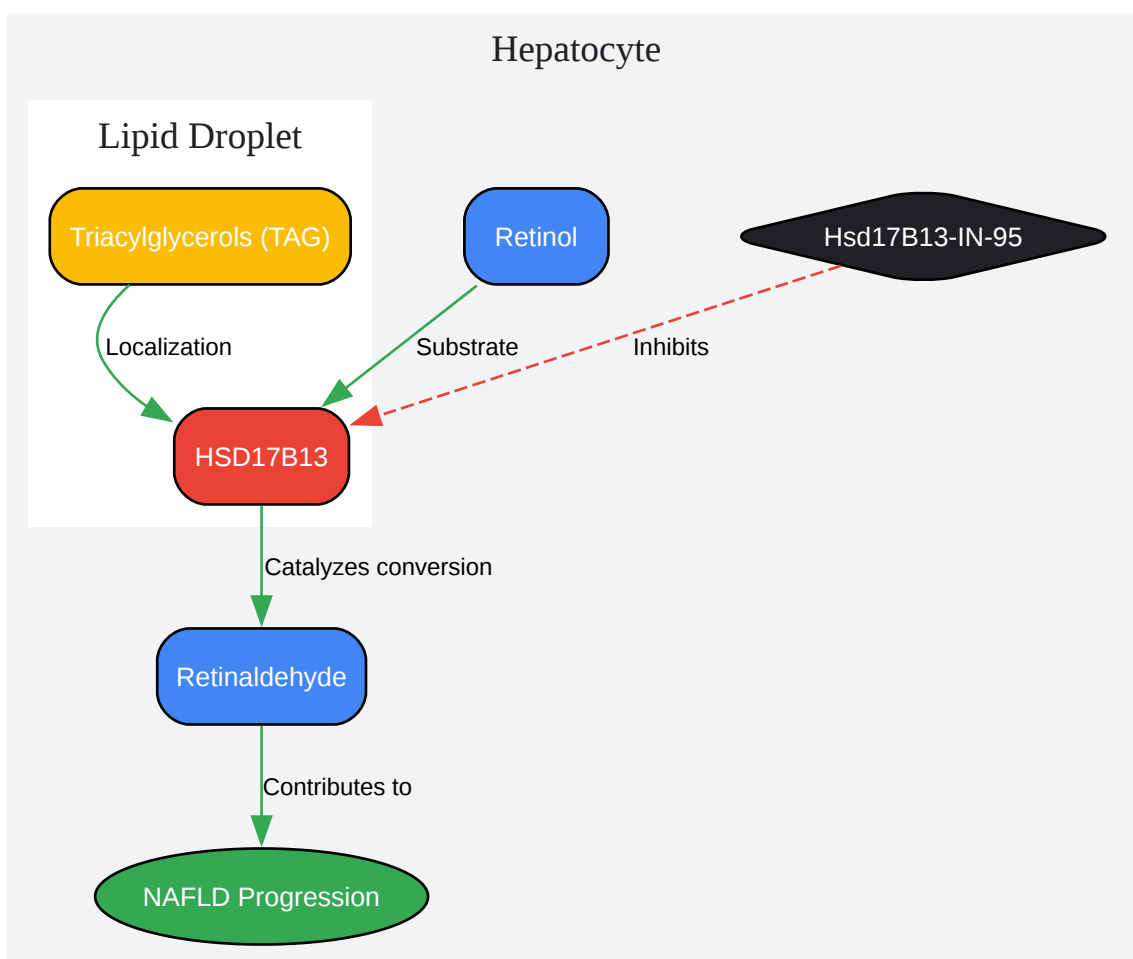 Hepatocyte
Lipid Droplet
Triacylglycerols (TAG)
Retinol
Hsd17B13-IN-95
Localization
Substrate
Inhibits
HSD17B13
Catalyzes conversion
Retinaldehyde
Contributes to
NAFLD Progression